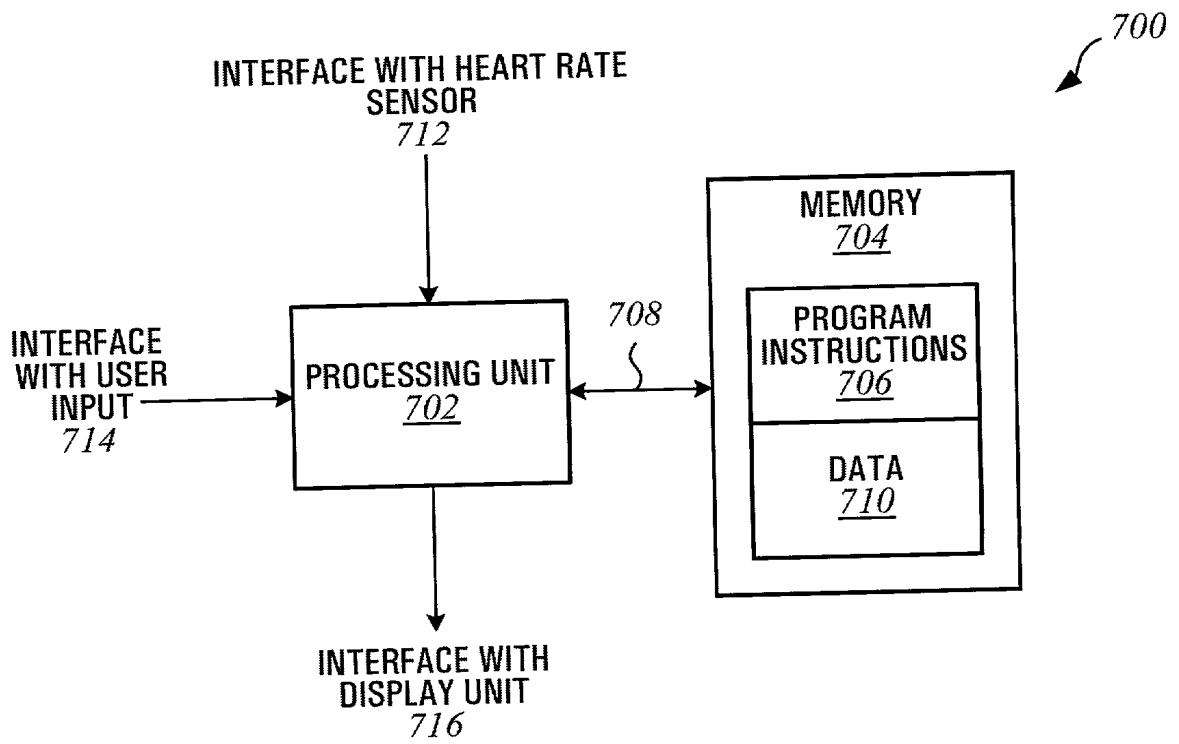 700
INTERFACE WITH HEART RATE
SENSOR
712
MEMORY
704
PROGRAM
INSTRUCTIONS
706
DATA
710
708
INTERFACE
WITH USER
INPUT
714
PROCESSING UNIT
702
INTERFACE WITH
DISPLAY UNIT
716